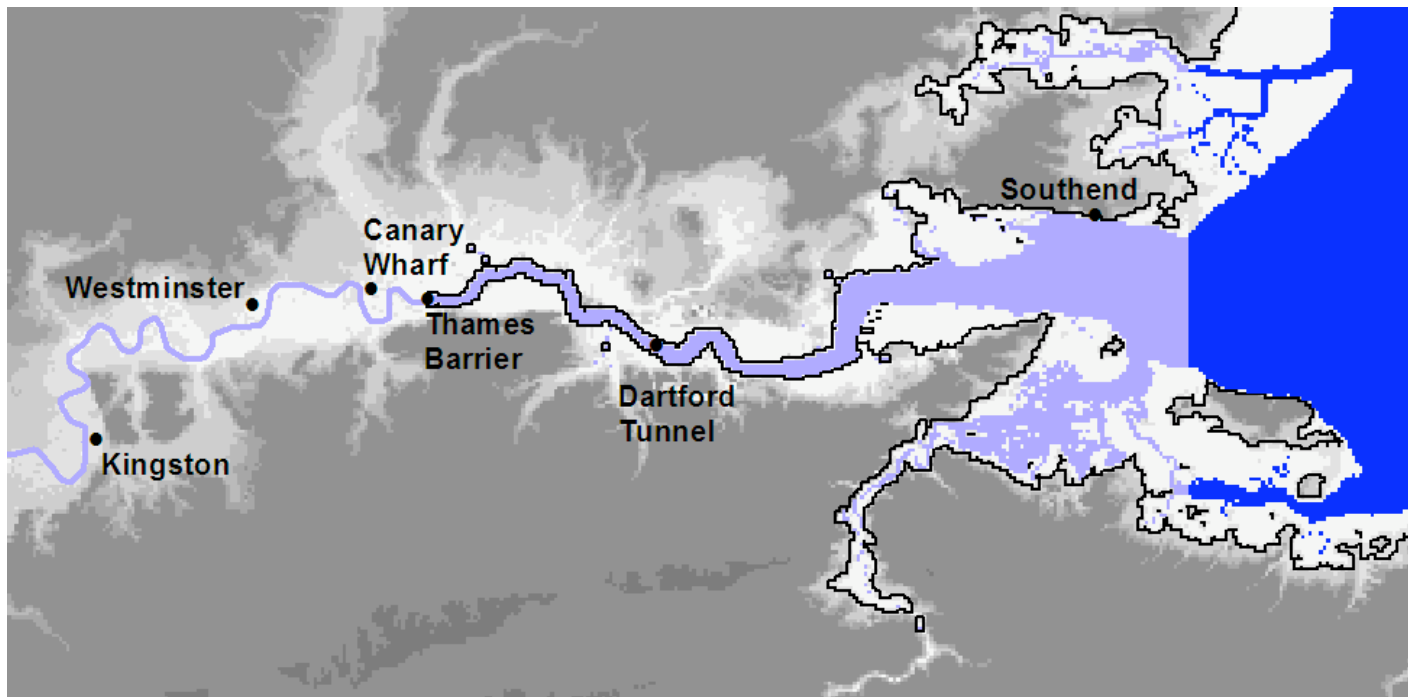 Southend
Canary
Wharf
Westminster
Thames
Barrier
Dartford
Tunnel
Kingston